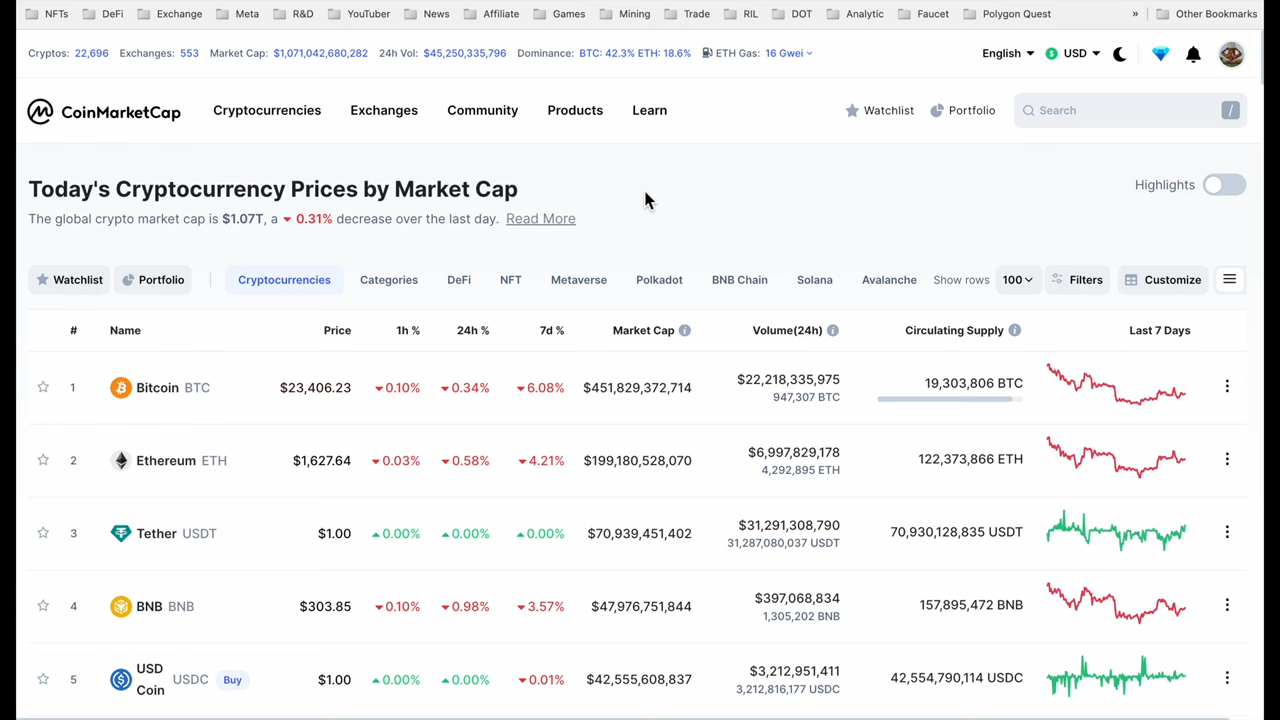 NFTs DeFi Exchange Meta R&D YouTuber News Affiliate Games Mining Trade RIL DOT Analytic Faucet Polygon Quest » Other Bookmarks
Cryptos: 22,696 Exchanges: 553 Market Cap: $1,071,042,680,282 24h Vol: $45,250,335,796 Dominance: BTC: 42.3% ETH: 18.6% ETH Gas: 16 Gwei English USD
CoinMarketCap Cryptocurrencies Exchanges Community Products Learn Watchlist Portfolio Search /
Today's Cryptocurrency Prices by Market Cap Highlights
The global crypto market cap is $1.07T, a 0.31% decrease over the last day. Read More
Watchlist Portfolio Cryptocurrencies Categories DeFi NFT Metaverse Polkadot BNB Chain Solana Avalanche Show rows 100 Filters Customize
# Name Price 1h % 24h % 7d % Market Cap Volume(24h) Circulating Supply Last 7 Days
1 Bitcoin BTC $23,406.23 0.10% 0.34% 6.08% $451,829,372,714 $22,218,335,975 19,303,806 BTC
947,307 BTC
2 Ethereum ETH $1,627.64 0.03% 0.58% 4.21% $199,180,528,070 $6,997,829,178 122,373,866 ETH
4,292,895 ETH
3 Tether USDT $1.00 0.00% 0.00% 0.00% $70,939,451,402 $31,291,308,790 70,930,128,835 USDT
31,287,080,037 USDT
4 BNB BNB $303.85 0.10% 0.98% 3.57% $47,976,751,844 $397,068,834 157,895,472 BNB
1,305,202 BNB
5 USD Coin USDC Buy $1.00 0.00% 0.00% 0.01% $42,555,608,837 $3,212,951,411 42,554,790,114 USDC
3,212,816,177 USDC